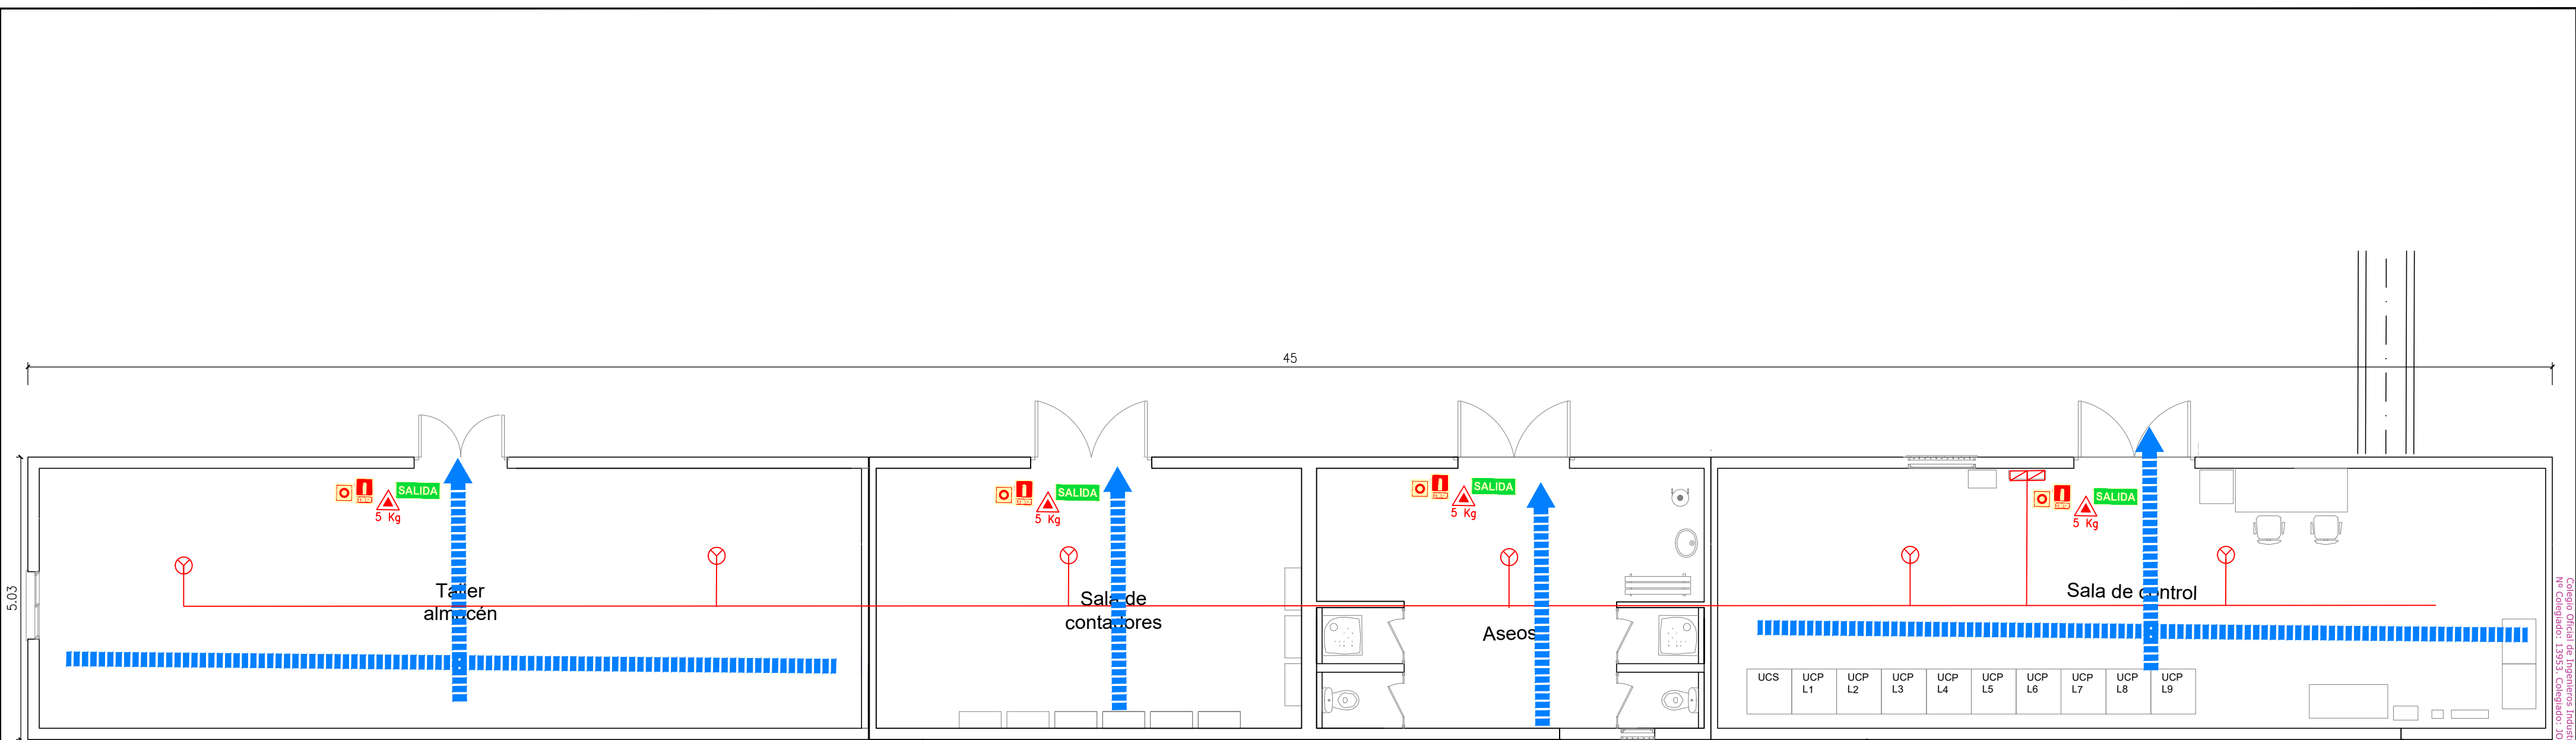 45
SALIDA
5 Kg
SALIDA
5 Kg
SALIDA
5 Kg
SALIDA
5 Kg
5.03
Taller
almacén
Sala de
contadores
Aseos
Sala de control
UCS
UCP
L1
UCP
L2
UCP
L3
UCP
L4
UCP
L5
UCP
L6
UCP
L7
UCP
L8
UCP
L9
Colegio Oficial de Ingenieros Indust
Nº Colegiado: 13953. Colegiado: JO